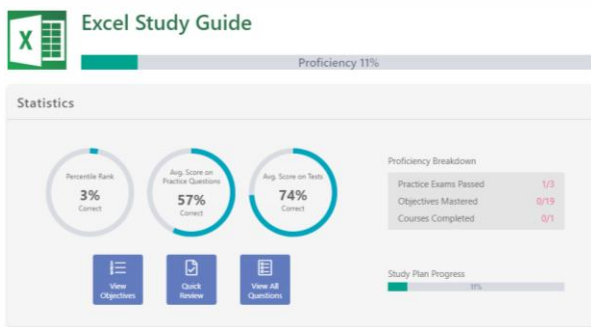 X
Excel Study Guide
Proficiency 11%
Statistics
Percentile Rank
3%
Correct
Avg. Score on
Practice Questions
57%
Correct
Avg. Score on Tests
74%
Correct
View
Objectives
Quick
Review
View All
Questions
Proficiency Breakdown
Practice Exams Passed 1/3
Objectives Mastered 0/19
Courses Completed 0/1
Study Plan Progress
11%